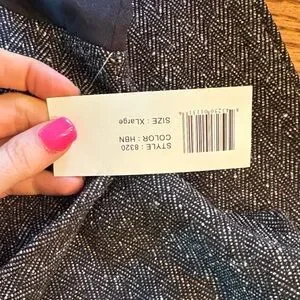 STYLE : 8320
COLOR : HBN
SIZE : XLarge